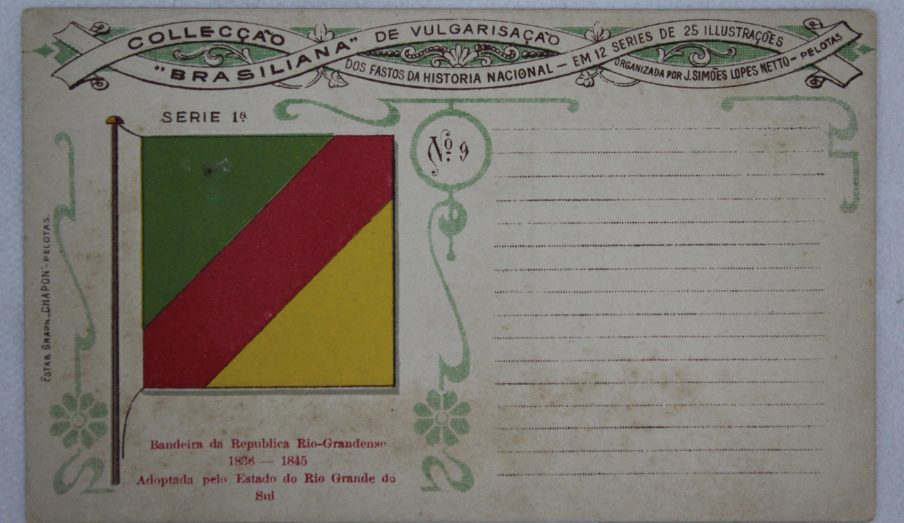 COLLECÇÃO
"BRASILIANA"
DE VULGARISAÇÃO
DOS FASTOS DA HISTORIA NACIONAL — EM 12 SERIES DE 25 ILLUSTRAÇÕES
ORGANIZADA POR J. SIMÕES LOPES NETTO - PELOTAS
SERIE 1ª
Nº 9
ESTAB. GRAPH. CHAPON - PELOTAS.
Bandeira da Republica Rio-Grandense
1836 — 1845
Adoptada pelo Estado do Rio Grande do
Sul